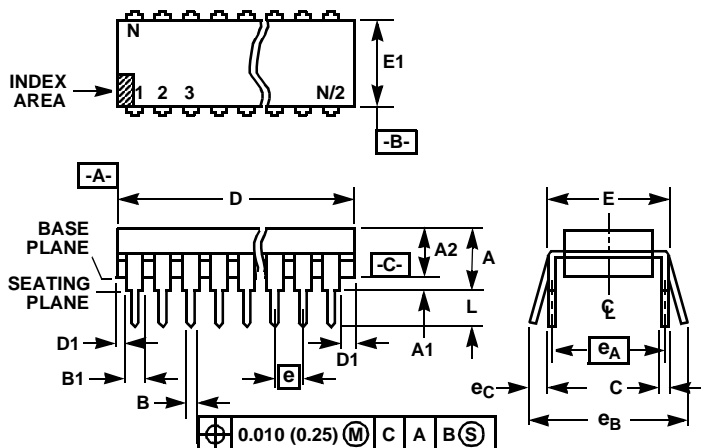 N
E1
INDEX
AREA
1 2 3 N/2
-B-
-A-
D
E
BASE
PLANE
A2
A
-C-
SEATING
PLANE
L
CL
D1
A1
D1
eA
B1
e
eC
C
B
eB
0.010 (0.25) M C A B S